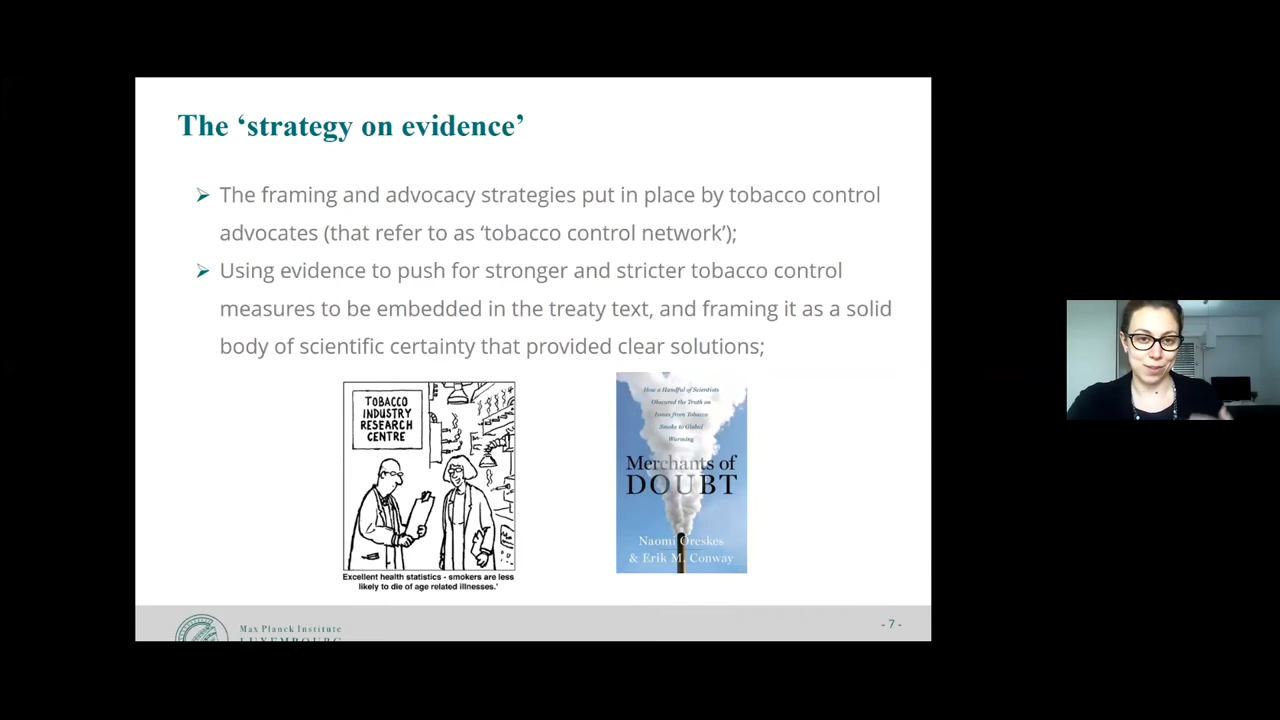 The ‘strategy on evidence’
The framing and advocacy strategies put in place by tobacco control
advocates (that refer to as ‘tobacco control network’);
Using evidence to push for stronger and stricter tobacco control
measures to be embedded in the treaty text, and framing it as a solid
body of scientific certainty that provided clear solutions;
TOBACCO
INDUSTRY
RESEARCH
CENTRE
Excellent health statistics - smokers are less
likely to die of age related illnesses.'
How a Handful of Scientists
Obscured the Truth on
Issues from Tobacco
Smoke to Global
Warming
Merchants of
DOUBT
Naomi Oreskes
& Erik M. Conway
Max Planck Institute
LUXEMBOURG
- 7 -